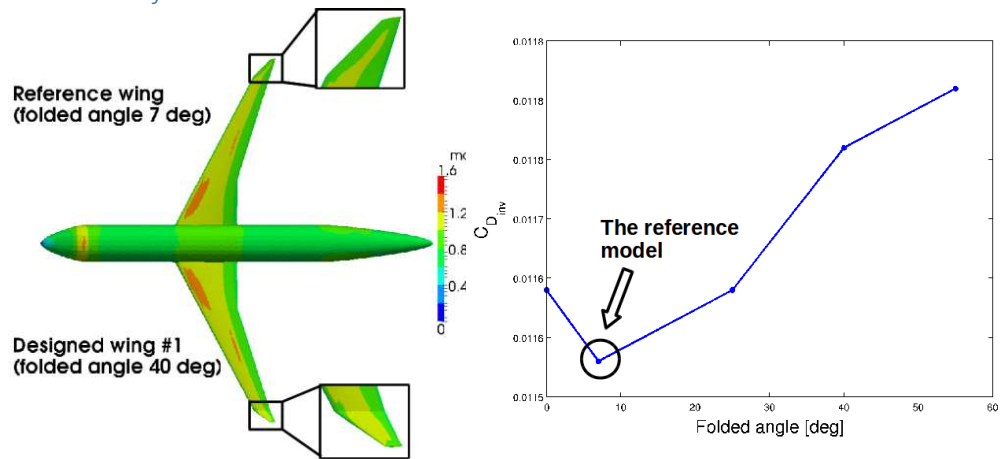 Reference wing
(folded angle 7 deg)
Designed wing #1
(folded angle 40 deg)
1.6
1.2
0.8
0.4
0
C_D_inv
0.0118
0.0118
0.0118
0.0117
0.0116
0.0116
0.0115
The reference
model
0
10
20
30
40
50
60
Folded angle [deg]